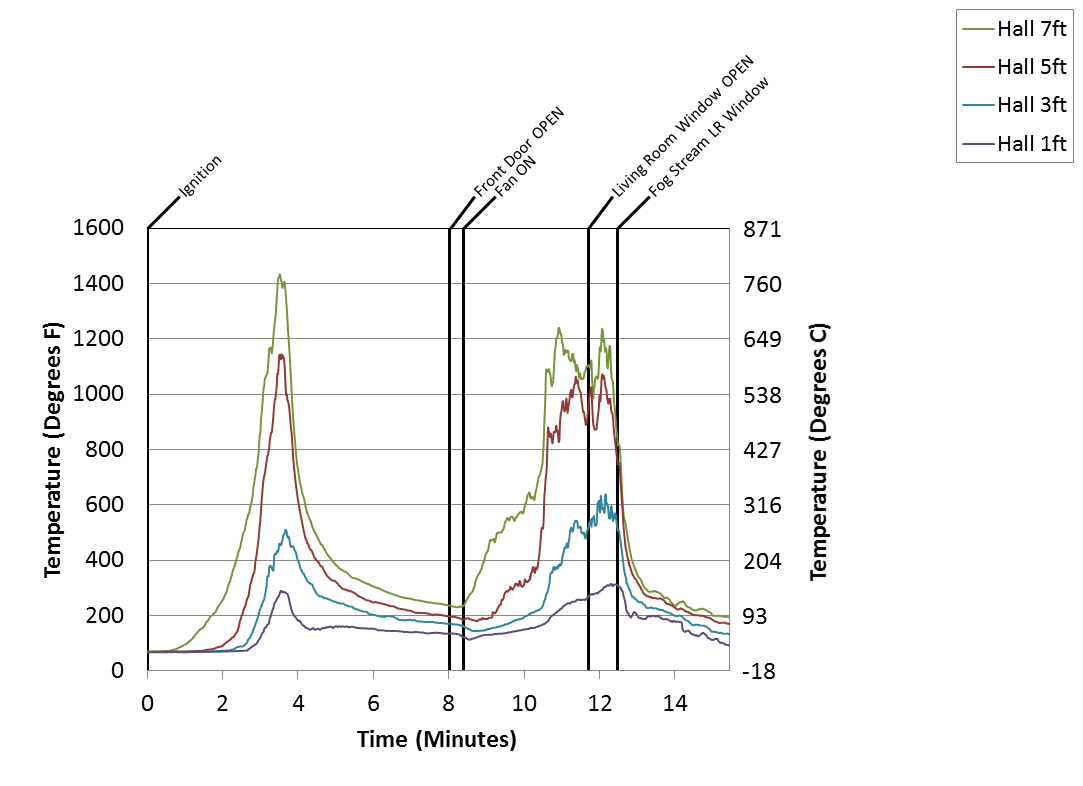 Hall 7ft
Hall 5ft
Hall 3ft
Hall 1ft
Ignition
Front Door OPEN
Fan ON
Living Room Window OPEN
Fog Stream LR Window
1600
1400
1200
1000
800
600
400
200
0
Temperature (Degrees F)
871
760
649
538
427
316
204
93
-18
Temperature (Degrees C)
0 2 4 6 8 10 12 14
Time (Minutes)